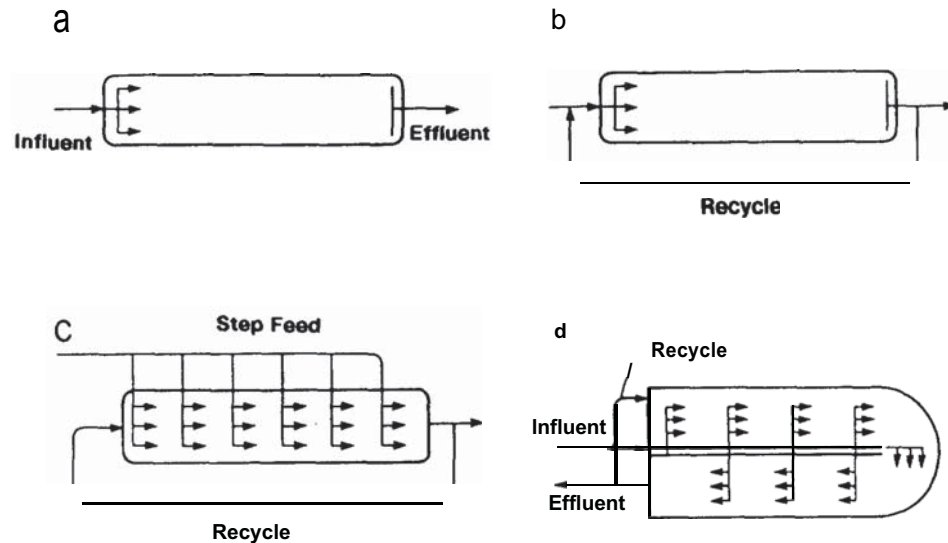 a
Influent
Effluent
b
Recycle
C
Step Feed
Recycle
d
Recycle
Influent
Effluent